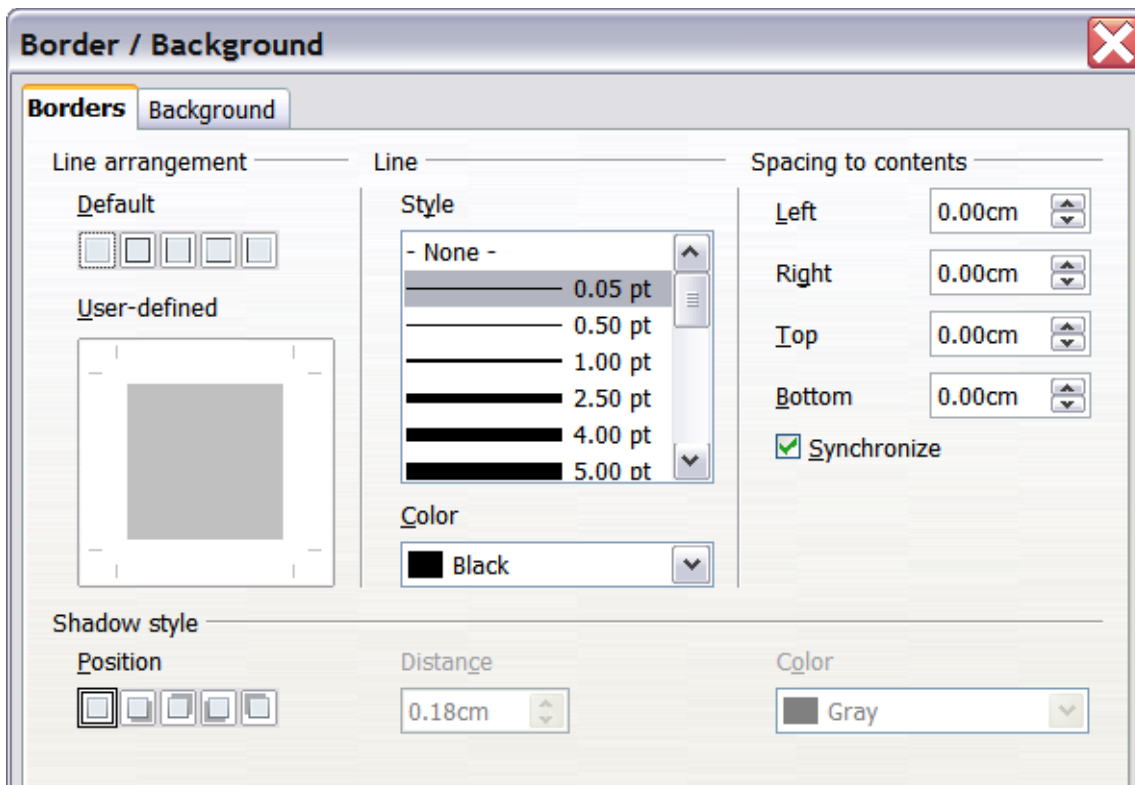 Border / Background
Borders Background
Line arrangement
Default
User-defined
Line
Style
- None -
0.05 pt
0.50 pt
1.00 pt
2.50 pt
4.00 pt
5.00 pt
Color
Black
Spacing to contents
Left 0.00cm
Right 0.00cm
Top 0.00cm
Bottom 0.00cm
Synchronize
Shadow style
Position
Distance
0.18cm
Color
Gray